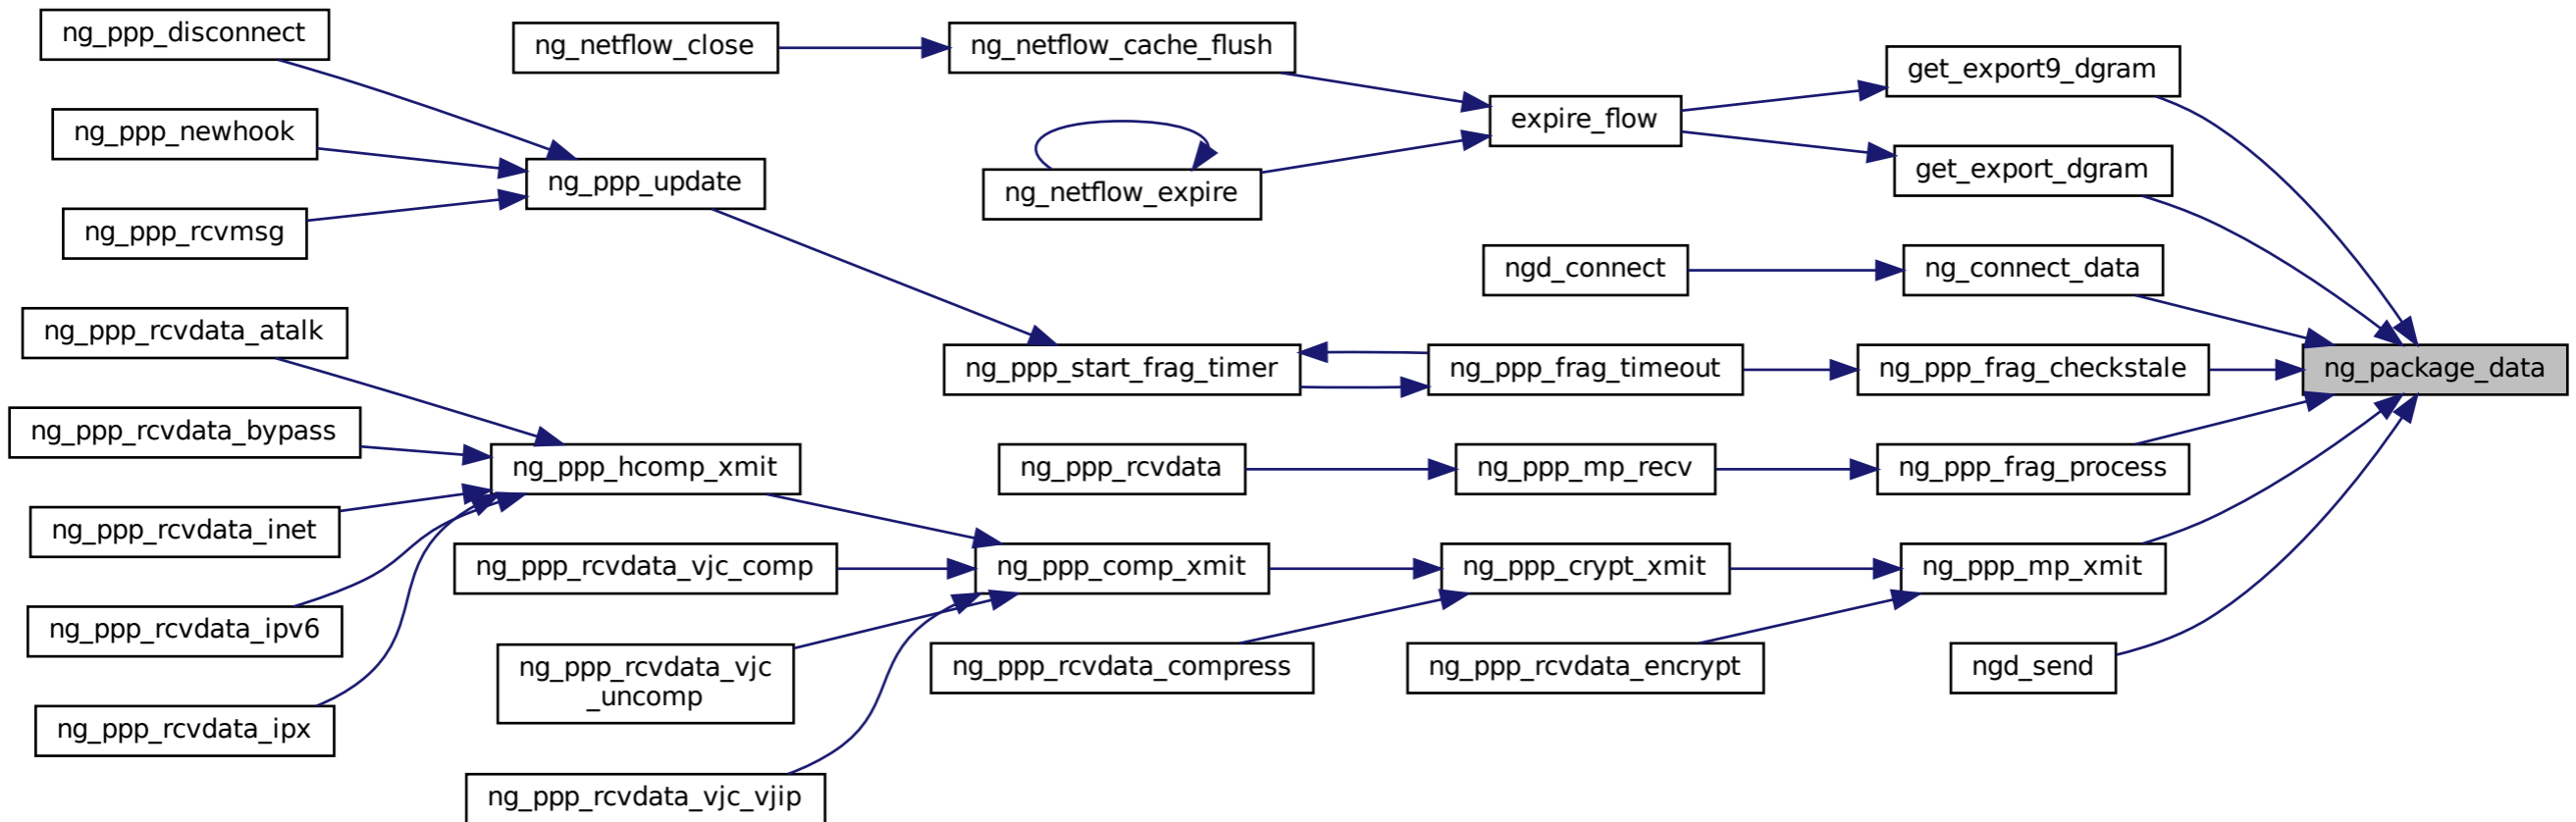 ng_ppp_disconnect
ng_netflow_close
ng_netflow_cache_flush
get_export9_dgram
ng_ppp_newhook
expire_flow
ng_ppp_update
ng_netflow_expire
get_export_dgram
ng_ppp_rcvmsg
ngd_connect
ng_connect_data
ng_ppp_rcvdata_atalk
ng_ppp_start_frag_timer
ng_ppp_frag_timeout
ng_ppp_frag_checkstale
ng_package_data
ng_ppp_rcvdata_bypass
ng_ppp_hcomp_xmit
ng_ppp_rcvdata
ng_ppp_mp_recv
ng_ppp_frag_process
ng_ppp_rcvdata_inet
ng_ppp_rcvdata_vjc_comp
ng_ppp_comp_xmit
ng_ppp_crypt_xmit
ng_ppp_mp_xmit
ng_ppp_rcvdata_ipv6
ng_ppp_rcvdata_vjc
_uncomp
ng_ppp_rcvdata_compress
ng_ppp_rcvdata_encrypt
ngd_send
ng_ppp_rcvdata_ipx
ng_ppp_rcvdata_vjc_vjip